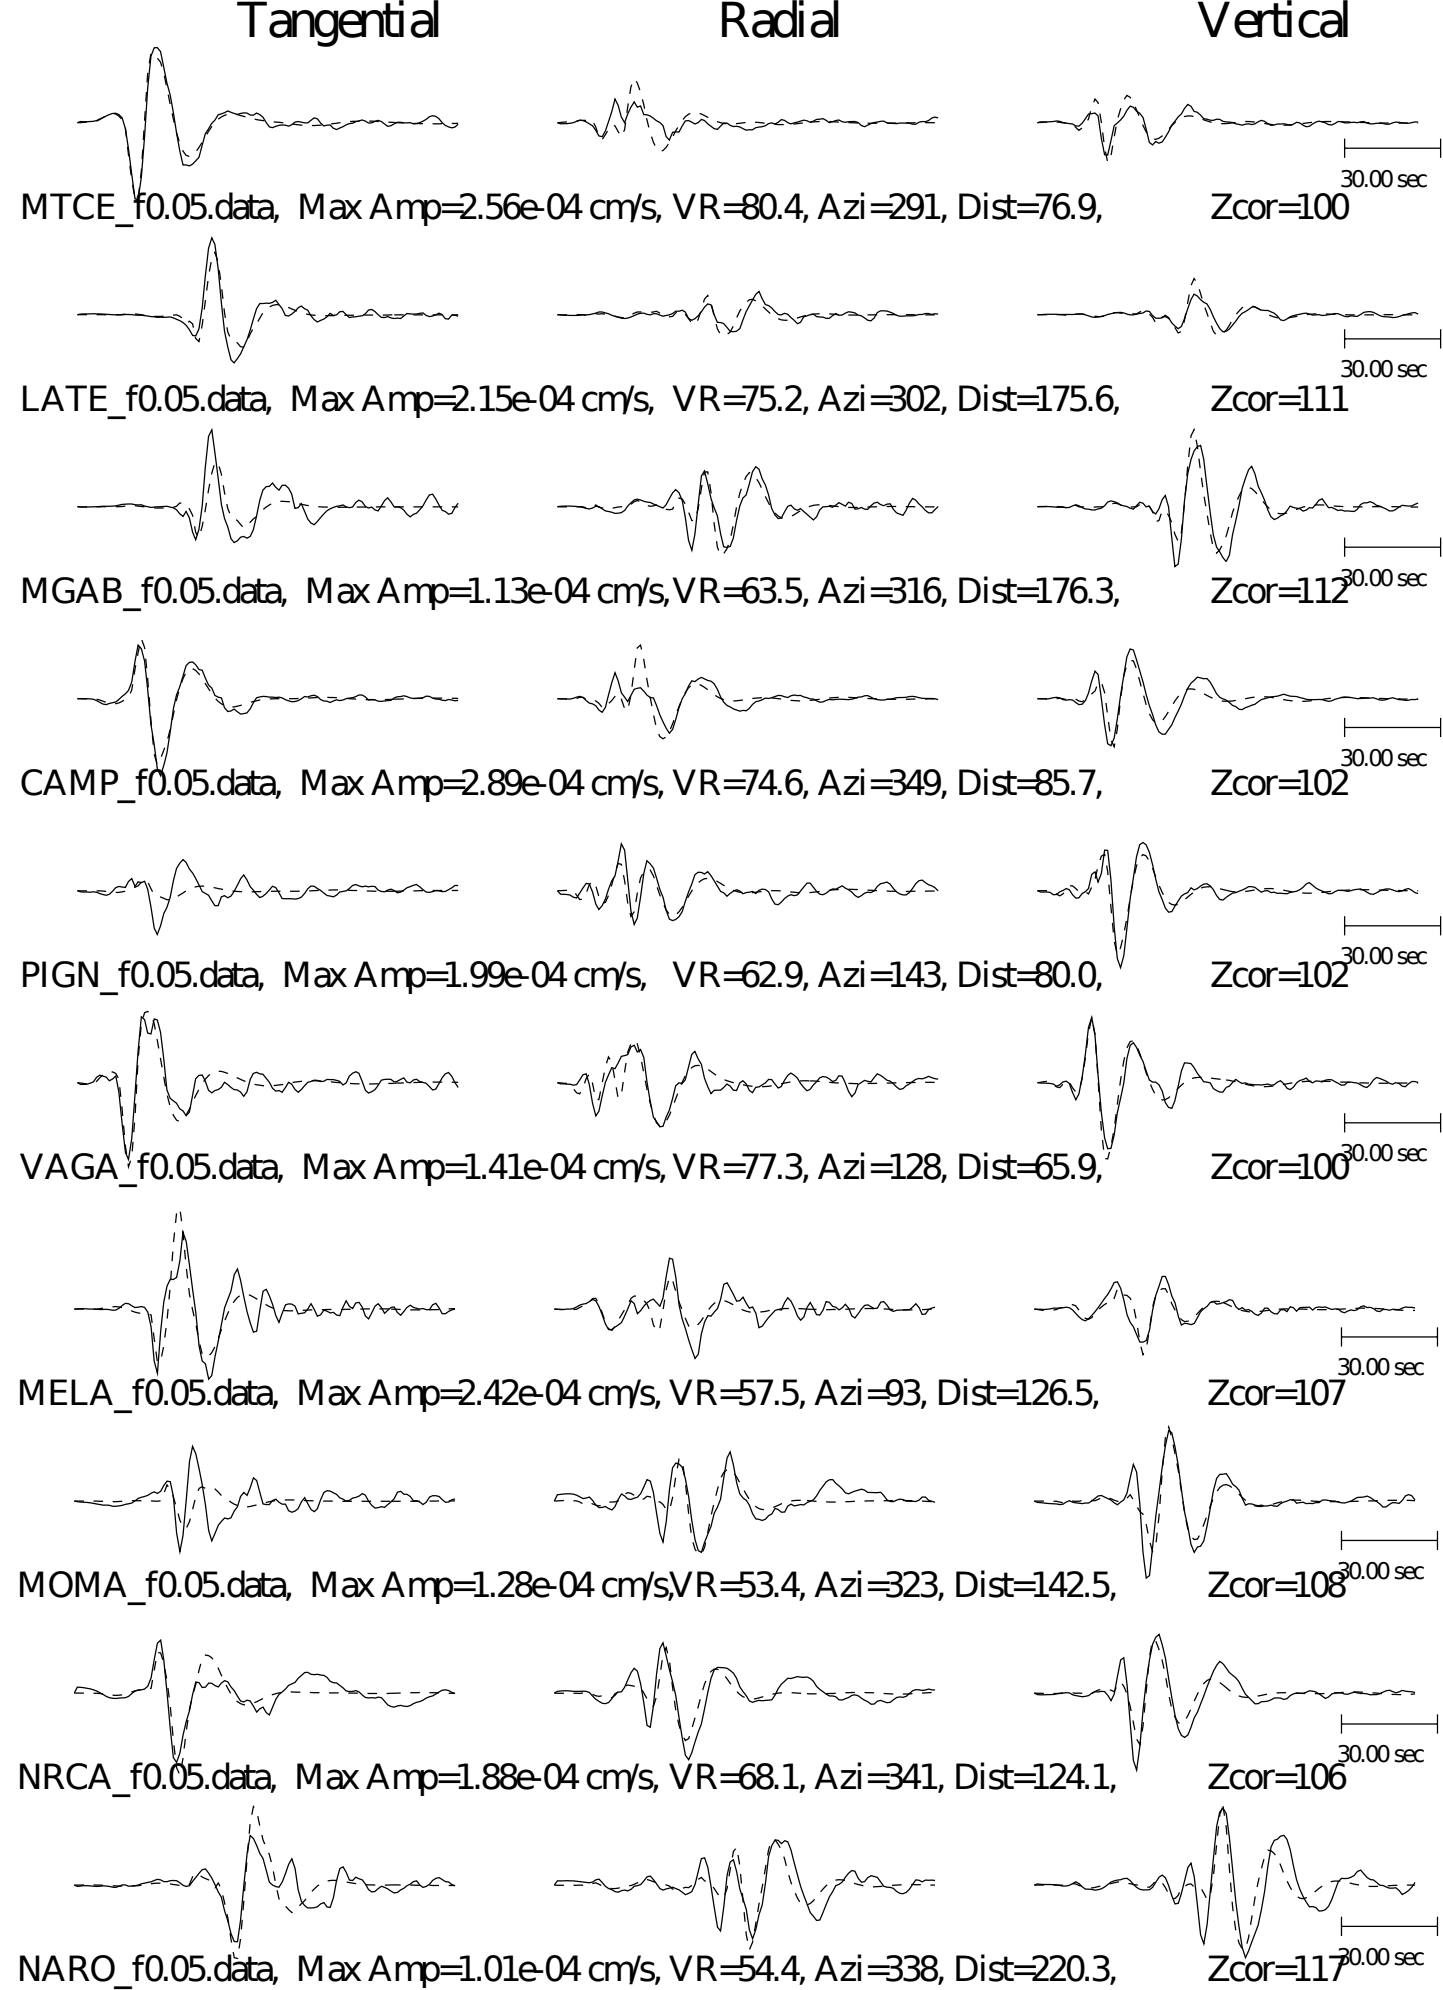 Tangential Radial Vertical
30.00 sec
MTCE_f0.05.data, Max Amp=2.56e-04 cm/s, VR=80.4, Azi=291, Dist=76.9, Zcor=100
30.00 sec
LATE_f0.05.data, Max Amp=2.15e-04 cm/s, VR=75.2, Azi=302, Dist=175.6, Zcor=111
30.00 sec
MGAB_f0.05.data, Max Amp=1.13e-04 cm/s, VR=63.5, Azi=316, Dist=176.3, Zcor=112
30.00 sec
CAMP_f0.05.data, Max Amp=2.89e-04 cm/s, VR=74.6, Azi=349, Dist=85.7, Zcor=102
30.00 sec
PIGN_f0.05.data, Max Amp=1.99e-04 cm/s, VR=62.9, Azi=143, Dist=80.0, Zcor=102
30.00 sec
VAGA_f0.05.data, Max Amp=1.41e-04 cm/s, VR=77.3, Azi=128, Dist=65.9, Zcor=100
30.00 sec
MELA_f0.05.data, Max Amp=2.42e-04 cm/s, VR=57.5, Azi=93, Dist=126.5, Zcor=107
30.00 sec
MOMA_f0.05.data, Max Amp=1.28e-04 cm/s, VR=53.4, Azi=323, Dist=142.5, Zcor=108
30.00 sec
NRCA_f0.05.data, Max Amp=1.88e-04 cm/s, VR=68.1, Azi=341, Dist=124.1, Zcor=106
30.00 sec
NARO_f0.05.data, Max Amp=1.01e-04 cm/s, VR=54.4, Azi=338, Dist=220.3, Zcor=117